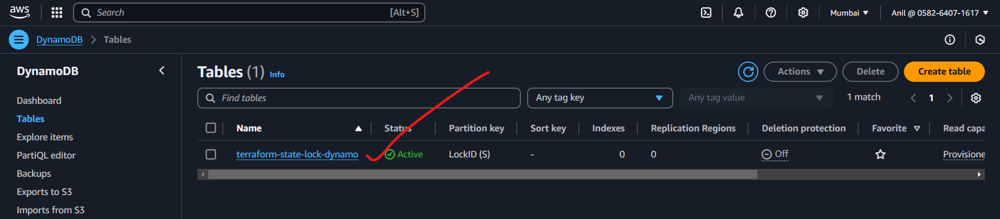 aws
Search [Alt+S] Mumbai Anil @ 0582-6407-1617
DynamoDB Tables
DynamoDB
Dashboard
Tables
Explore items
PartiQL editor
Backups
Exports to S3
Imports from S3
Tables (1) Info
Actions Delete Create table
Find tables Any tag key Any tag value 1 match 1
Name Status Partition key Sort key Indexes Replication Regions Deletion protection Favorite Read capa
terraform-state-lock-dynamo Active LockID (S) - 0 0 Off Provisione